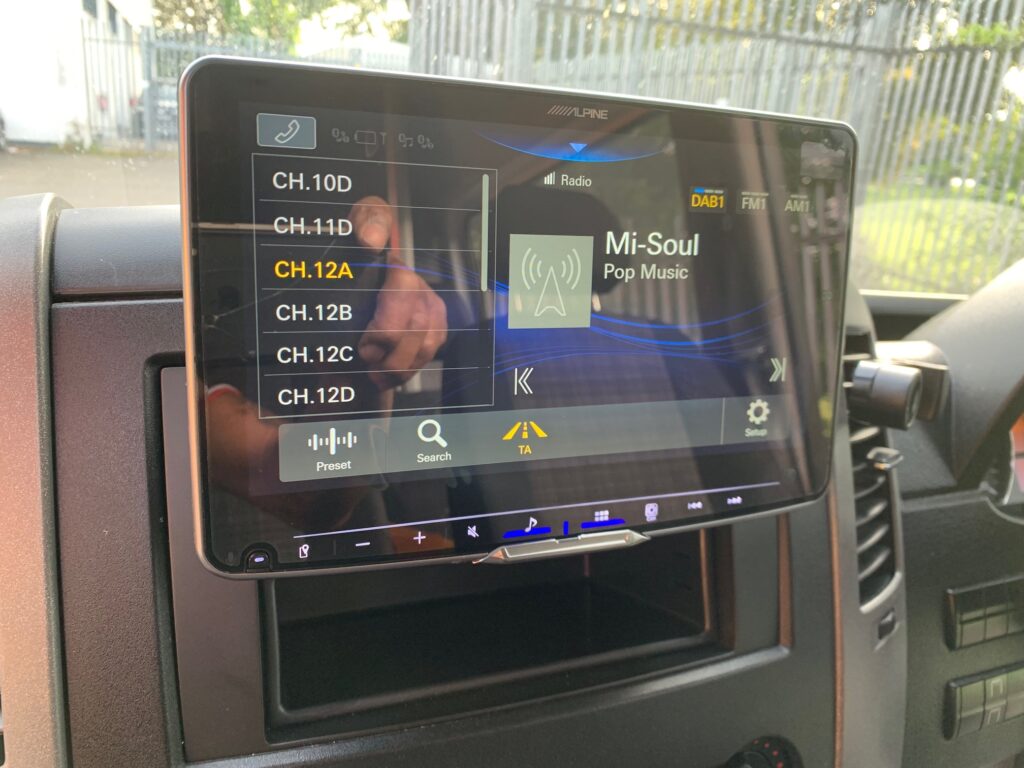 ALPINE
CH.10D
CH.11D
CH.12A
CH.12B
CH.12C
CH.12D
Radio
DAB1
FM1
AM1
Mi-Soul
Pop Music
Preset
Search
TA
Setup